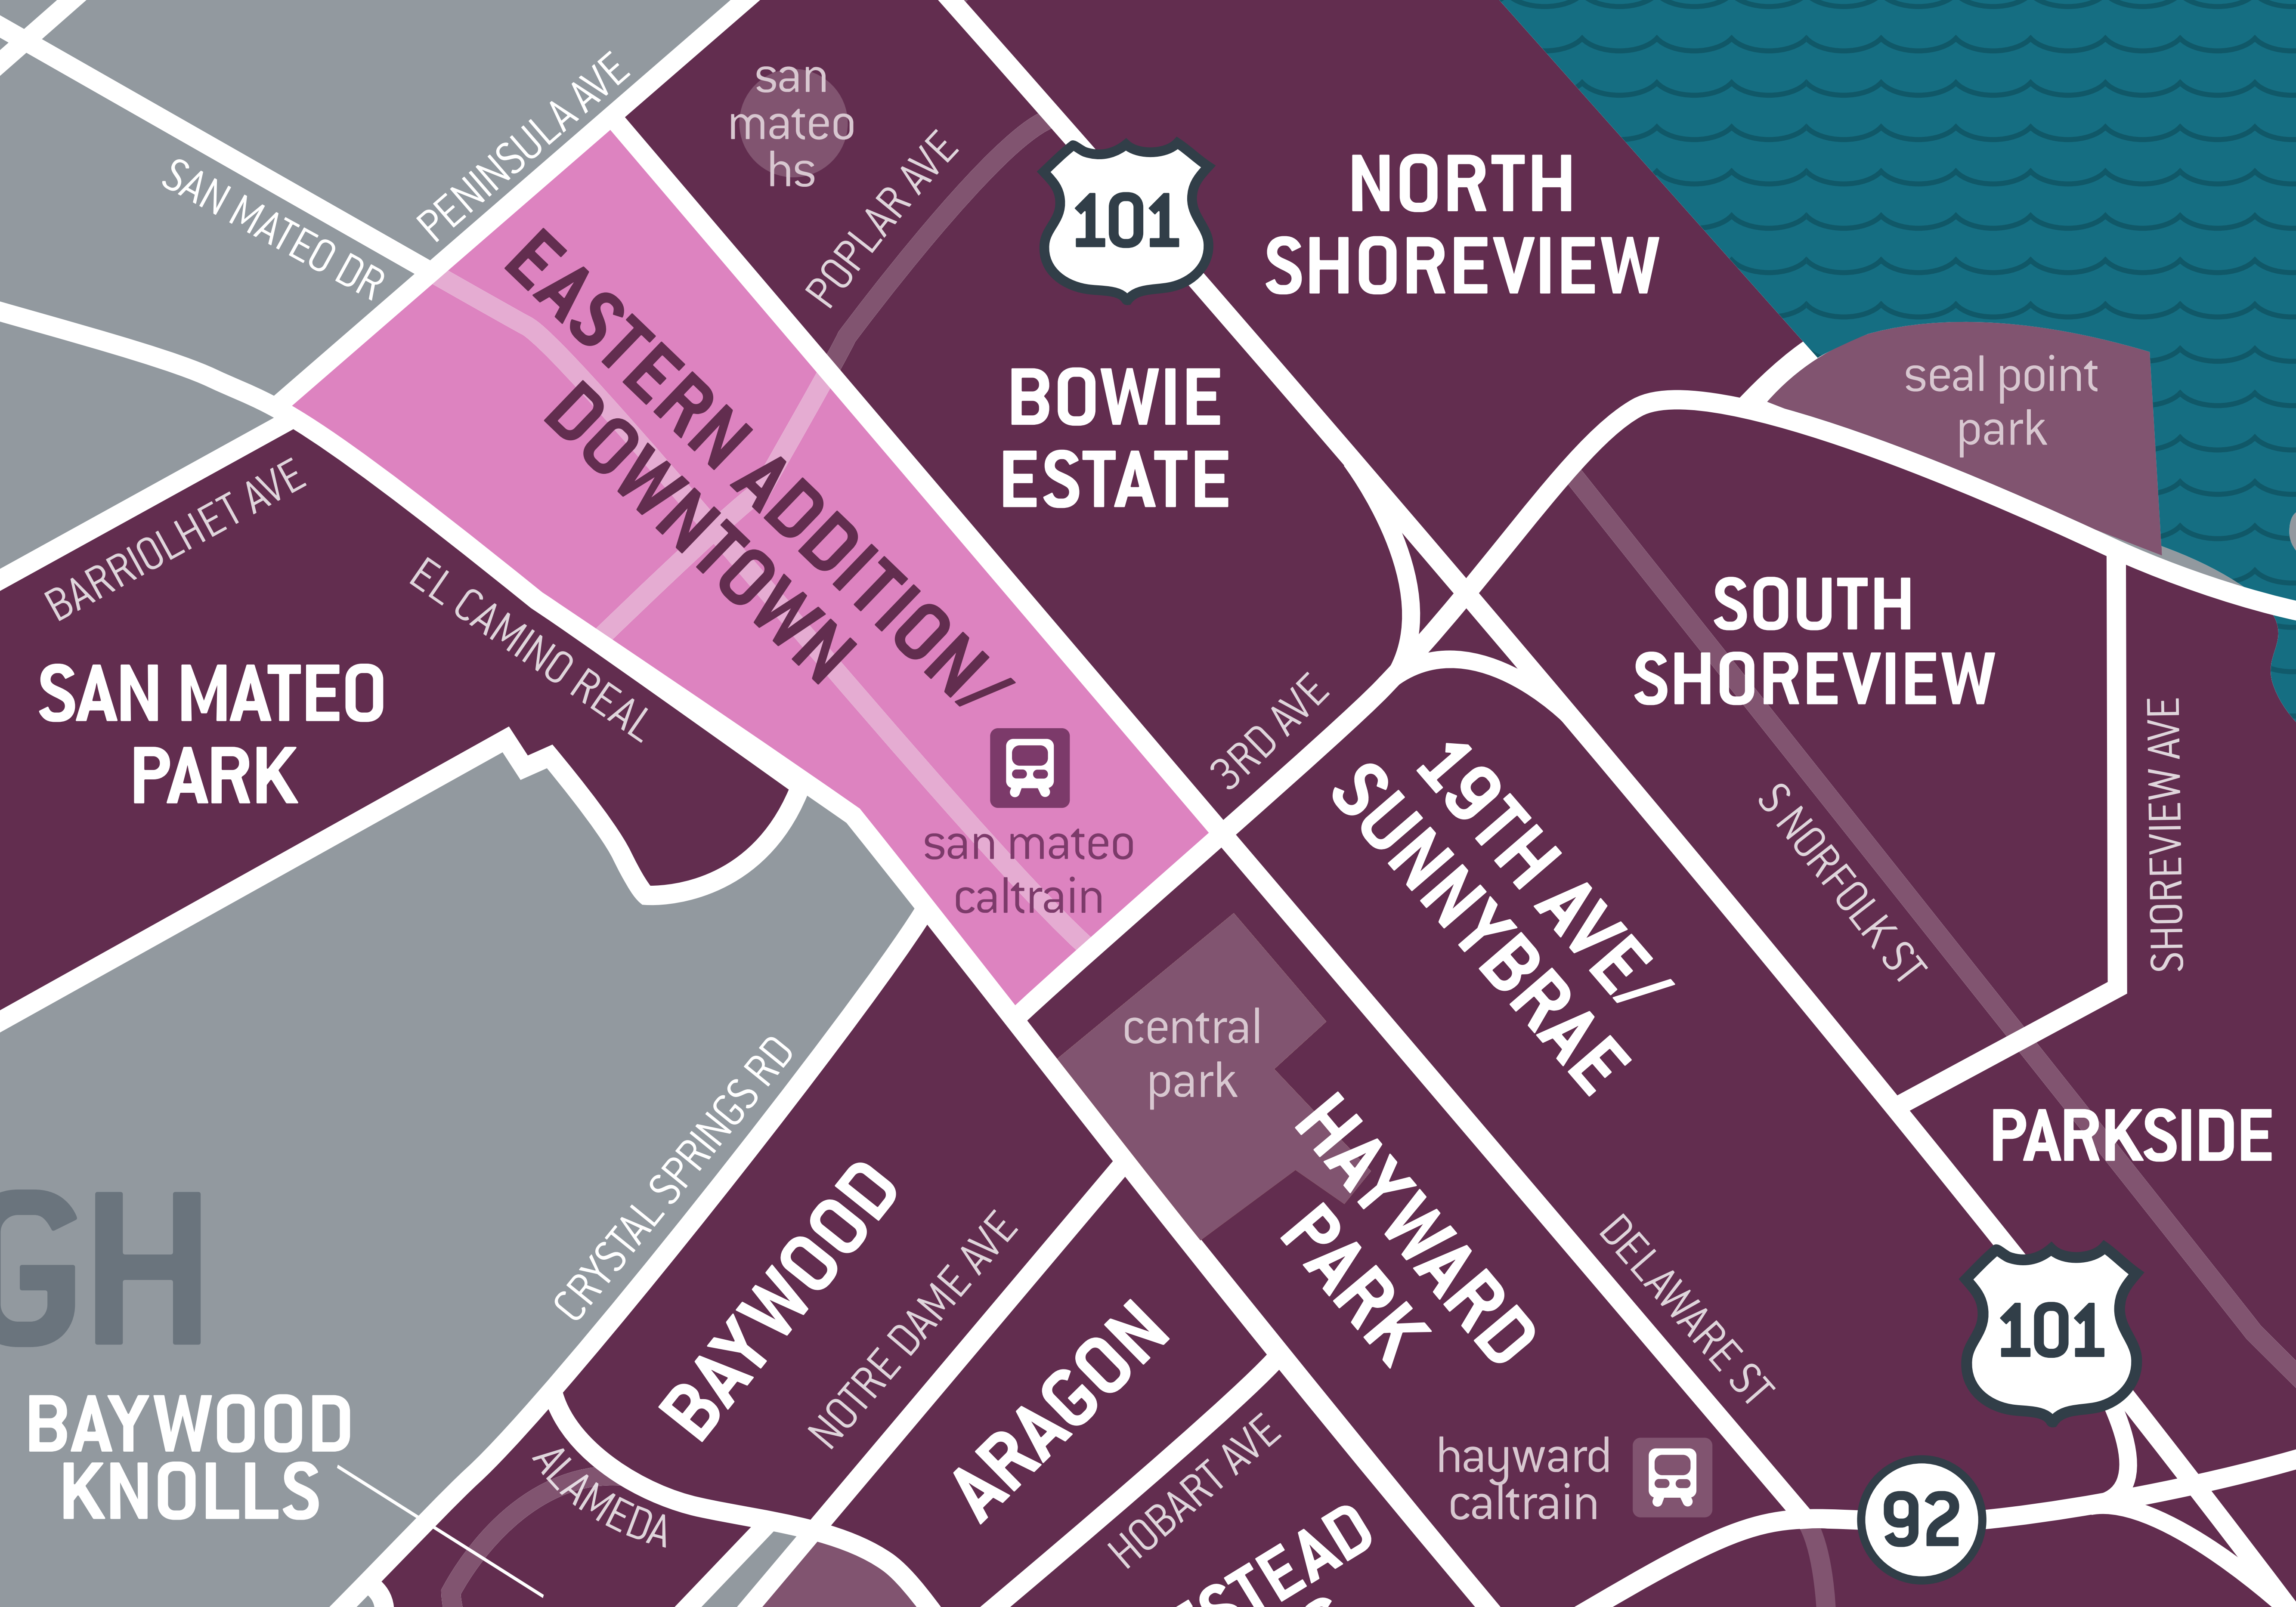 SAN MATEO DR
PENINSULA AVE
san
mateo
hs
POPLAR AVE
101
NORTH
SHOREVIEW
EASTERN ADDITION/
DOWNTOWN
BOWIE
ESTATE
seal point
park
BARRIOLHET AVE
EL CAMINO REAL
SAN MATEO
PARK
SOUTH
SHOREVIEW
3RD AVE
san mateo
caltrain
19TH AVE/
SUNNYBRAE
S NORFOLK ST
SHOREVIEW AVE
central
park
CRYSTAL SPRINGS RD
HAYWARD
PARK
PARKSIDE
GH
BAYWOOD
NOTRE DAME AVE
DELAWARE ST
101
BAYWOOD
KNOLLS
ALAMEDA
ARAGON
HOBART AVE
hayward
caltrain
92
STEAD